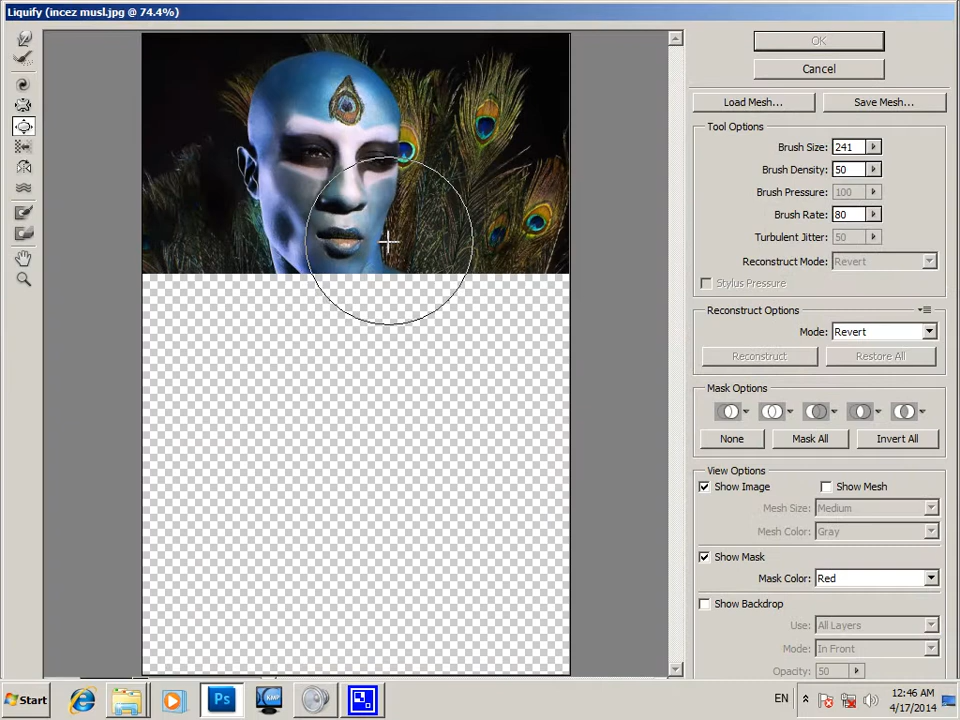 Liquify (incez musl.jpg @ 74.4%)
OK
Cancel
Load Mesh...
Save Mesh...
Tool Options
Brush Size: 241
Brush Density: 50
Brush Pressure: 100
Brush Rate: 80
Turbulent Jitter: 50
Reconstruct Mode: Revert
Stylus Pressure
Reconstruct Options
Mode: Revert
Reconstruct
Restore All
Mask Options
None
Mask All
Invert All
View Options
Show Image
Show Mesh
Mesh Size: Medium
Mesh Color: Gray
Show Mask
Mask Color: Red
Show Backdrop
Use: All Layers
Mode: In Front
Opacity: 50
Start
Ps
KMP
EN
12:46 AM
4/17/2014